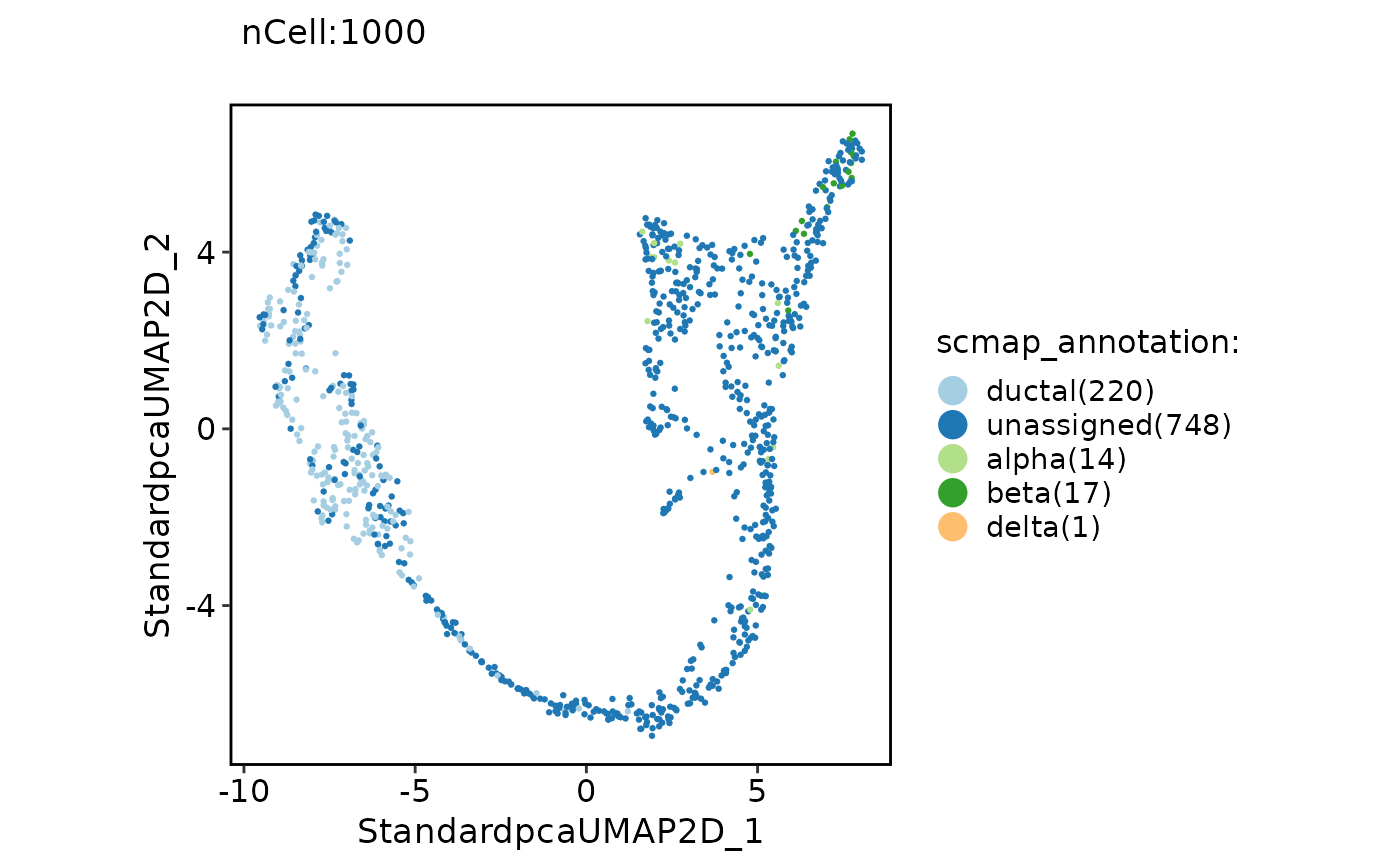 nCell:1000
StandardpcaUMAP2D_2
4
0
-4
-10
-5
0
5
StandardpcaUMAP2D_1
scmap_annotation:
ductal(220)
unassigned(748)
alpha(14)
beta(17)
delta(1)